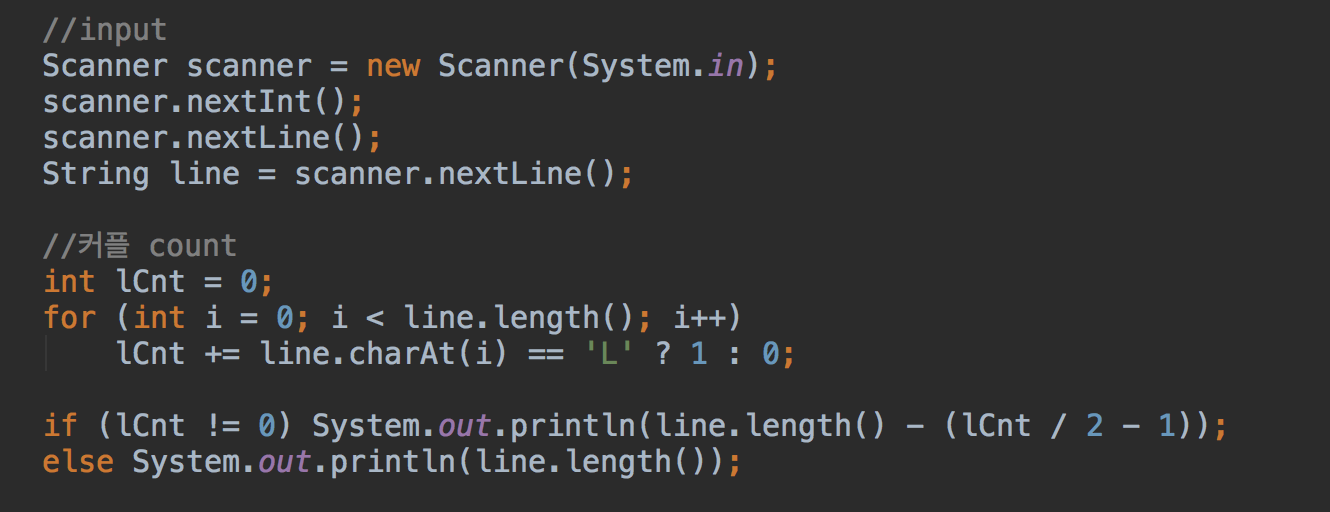 //input
Scanner scanner = new Scanner(System.in);
scanner.nextInt();
scanner.nextLine();
String line = scanner.nextLine();
//커플 count
int lCnt = 0;
for (int i = 0; i < line.length(); i++)
lCnt += line.charAt(i) == 'L' ? 1 : 0;
if (lCnt != 0) System.out.println(line.length() - (lCnt / 2 - 1));
else System.out.println(line.length());